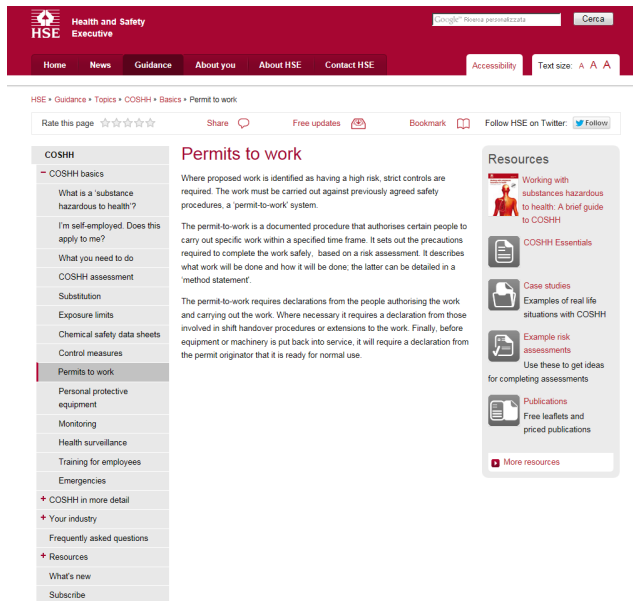 HSE
Health and Safety
Executive
Google™ Ricerca personalizzata
Cerca
Home News Guidance About you About HSE Contact HSE
Accessibility
Text size: A A A
HSE ▸ Guidance ▸ Topics ▸ COSHH ▸ Basics ▸ Permit to work
Rate this page
Share
Free updates
Bookmark
Follow HSE on Twitter:
Follow
COSHH
− COSHH basics
What is a 'substance
hazardous to health'?
I'm self-employed. Does this
apply to me?
What you need to do
COSHH assessment
Substitution
Exposure limits
Chemical safety data sheets
Control measures
Permits to work
Personal protective
equipment
Monitoring
Health surveillance
Training for employees
Emergencies
+ COSHH in more detail
+ Your industry
Frequently asked questions
+ Resources
What's new
Subscribe
Permits to work
Where proposed work is identified as having a high risk, strict controls are
required. The work must be carried out against previously agreed safety
procedures, a 'permit-to-work' system.
The permit-to-work is a documented procedure that authorises certain people to
carry out specific work within a specified time frame. It sets out the precautions
required to complete the work safely, based on a risk assessment. It describes
what work will be done and how it will be done; the latter can be detailed in a
'method statement'.
The permit-to-work requires declarations from the people authorising the work
and carrying out the work. Where necessary it requires a declaration from those
involved in shift handover procedures or extensions to the work. Finally, before
equipment or machinery is put back into service, it will require a declaration from
the permit originator that it is ready for normal use.
Resources
Working with
substances hazardous
to health: A brief guide
to COSHH
COSHH Essentials
Case studies
Examples of real life
situations with COSHH
Example risk
assessments
Use these to get ideas
for completing assessments
Publications
Free leaflets and
priced publications
More resources